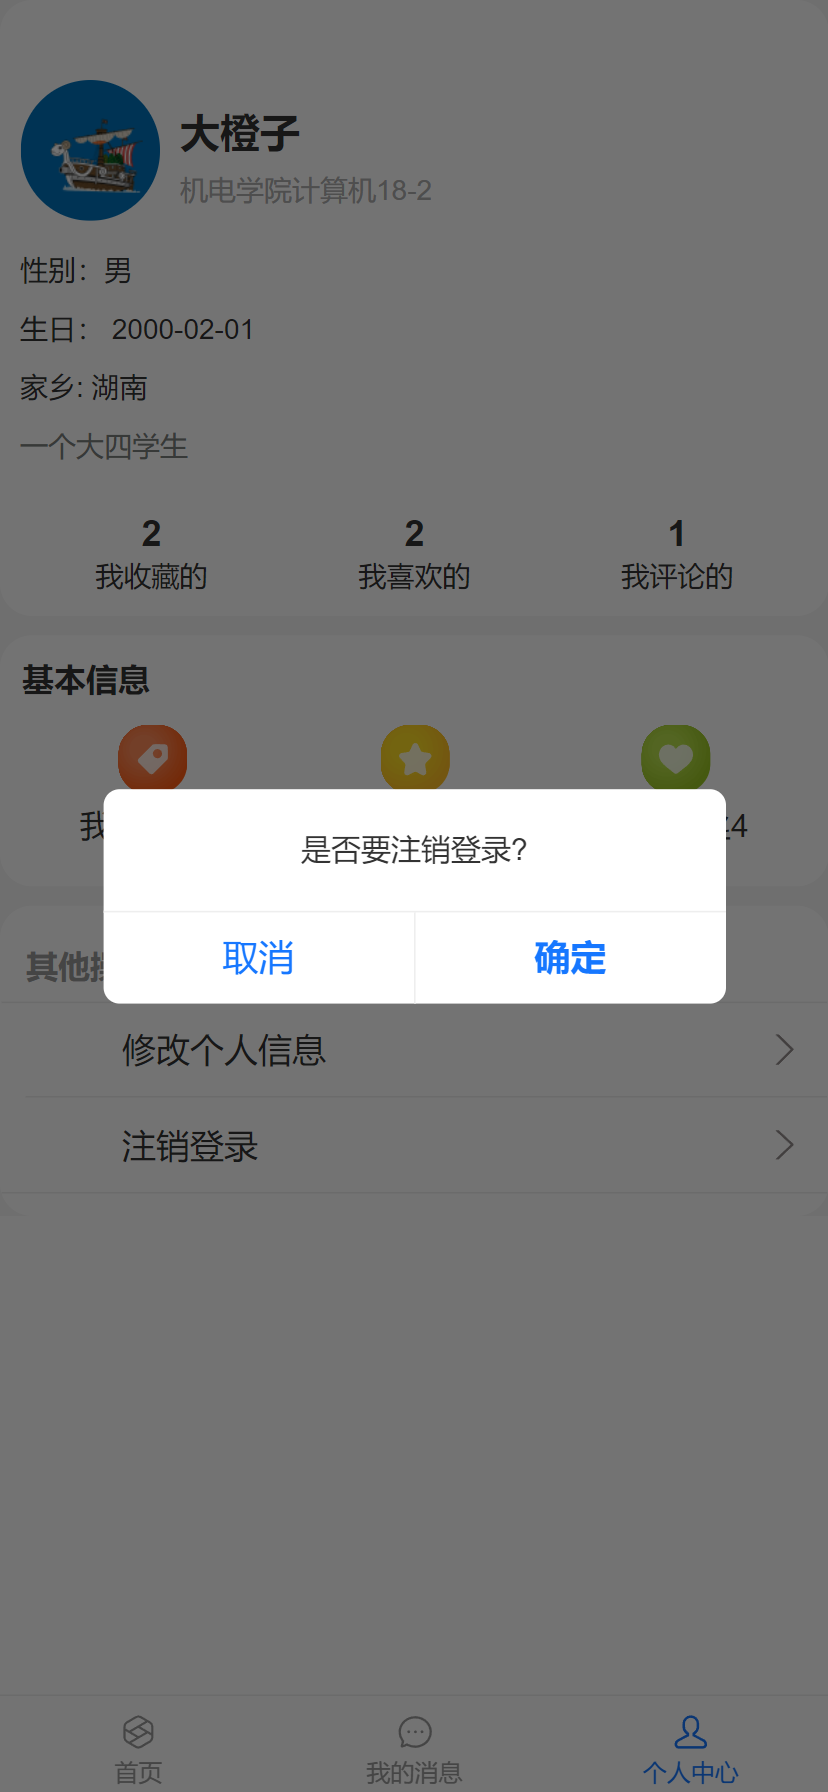 大橙子
机电学院计算机18-2
性别：男
生日： 2000-02-01
家乡: 湖南
一个大四学生
2 2 1
我收藏的 我喜欢的 我评论的
基本信息
我 4
是否要注销登录?
取消 确定
其他
修改个人信息
注销登录
首页 我的消息 个人中心